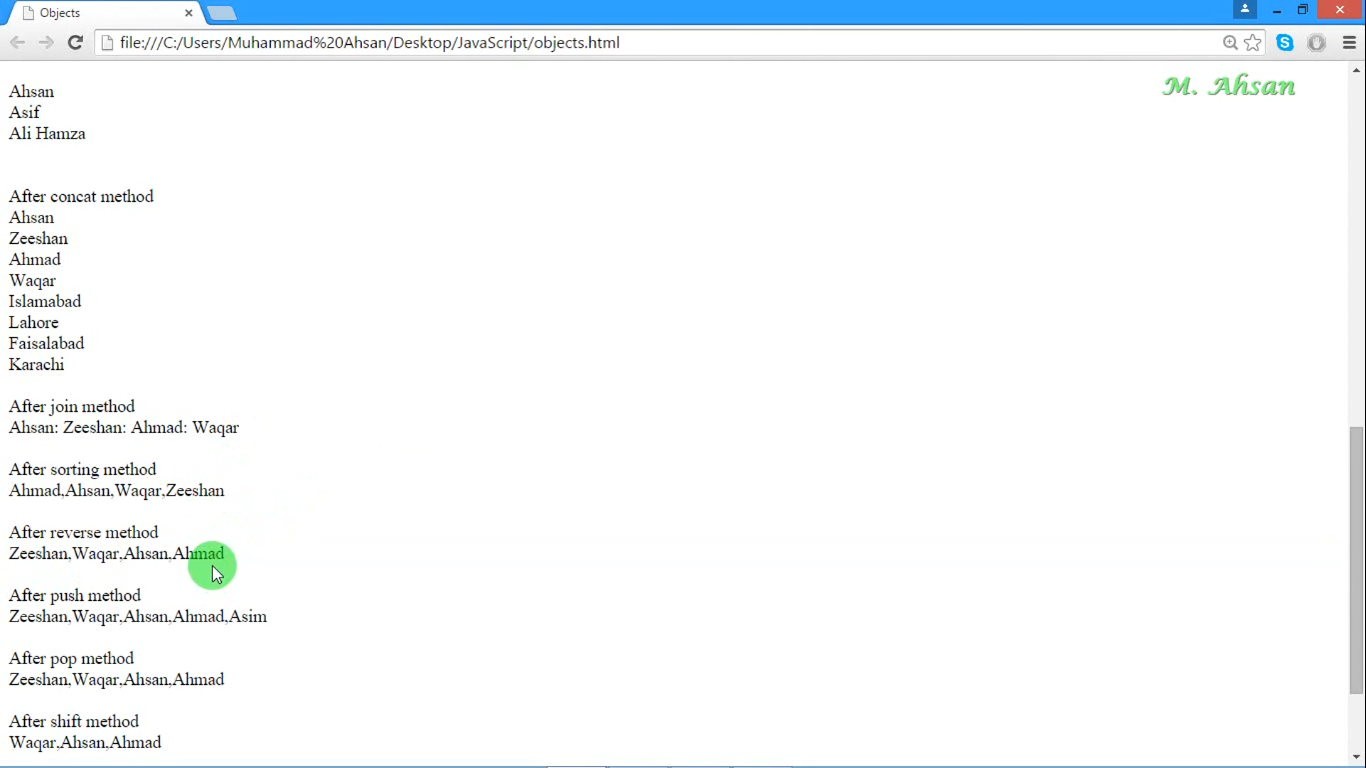 Objects
file:///C:/Users/Muhammad%20Ahsan/Desktop/JavaScript/objects.html
M. Ahsan
Ahsan
Asif
Ali Hamza
After concat method
Ahsan
Zeeshan
Ahmad
Waqar
Islamabad
Lahore
Faisalabad
Karachi
After join method
Ahsan: Zeeshan: Ahmad: Waqar
After sorting method
Ahmad,Ahsan,Waqar,Zeeshan
After reverse method
Zeeshan,Waqar,Ahsan,Ahmad
After push method
Zeeshan,Waqar,Ahsan,Ahmad,Asim
After pop method
Zeeshan,Waqar,Ahsan,Ahmad
After shift method
Waqar,Ahsan,Ahmad